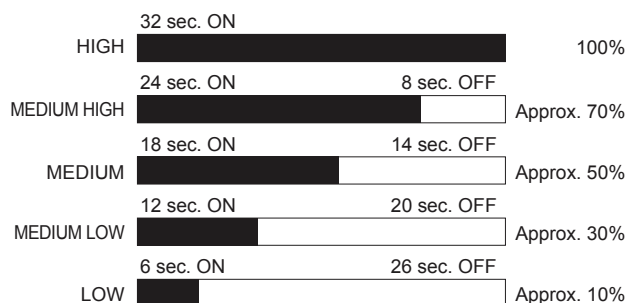 32 sec. ON
HIGH 100%
24 sec. ON 8 sec. OFF
MEDIUM HIGH Approx. 70%
18 sec. ON 14 sec. OFF
MEDIUM Approx. 50%
12 sec. ON 20 sec. OFF
MEDIUM LOW Approx. 30%
6 sec. ON 26 sec. OFF
LOW Approx. 10%